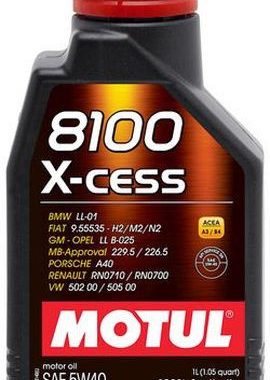 8100
X-cess
BMW LL-01
FIAT 9.55535 - H2/M2/N2
GM - OPEL LL B-025
MB-Approval 229.5 / 226.5
PORSCHE A40
RENAULT RN0710 / RN0700
VW 502 00 / 505 00
ACEA
A3 / B4
MOTUL
motor oil
SAE 5W40
1L (1.05 quart)